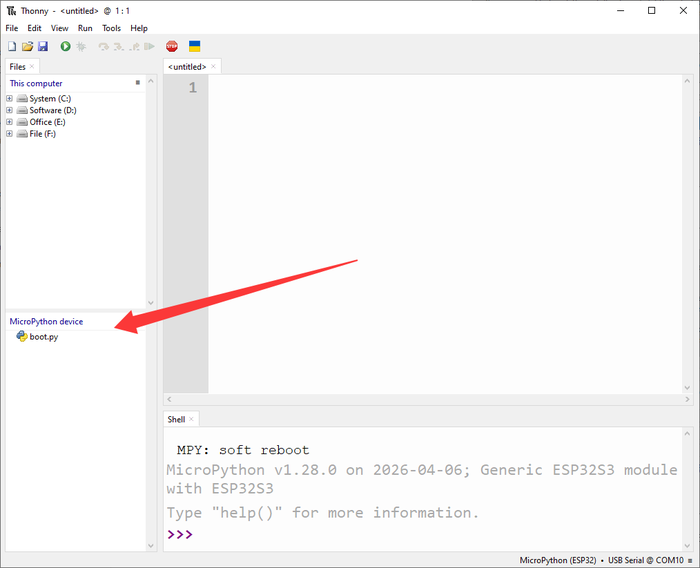 Thonny - <untitled> @ 1 : 1
File Edit View Run Tools Help
STOP
Files
<untitled>
This computer
1
System (C:)
Software (D:)
Office (E:)
File (F:)
MicroPython device
boot.py
Shell
MPY: soft reboot
MicroPython v1.28.0 on 2026-04-06; Generic ESP32S3 module
with ESP32S3
Type "help()" for more information.
>>>
MicroPython (ESP32) • USB Serial @ COM10 ≡